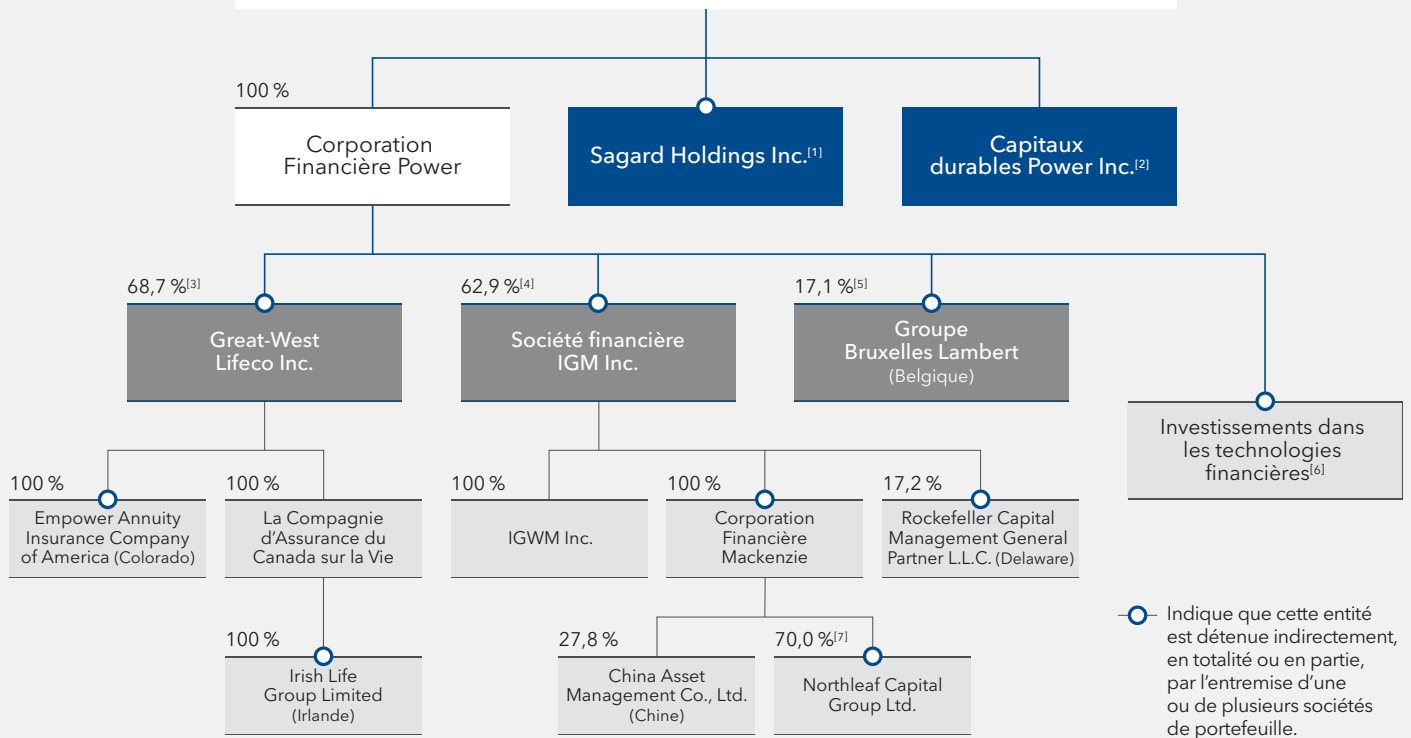 100 %
Corporation
Financière Power
Sagard Holdings Inc.[1]
Capitaux
durables Power Inc.[2]
68,7 %[3]
Great-West
Lifeco Inc.
62,9 %[4]
Société financière
IGM Inc.
17,1 %[5]
Groupe
Bruxelles Lambert
(Belgique)
Investissements dans
les technologies
financières[6]
100 %
Empower Annuity
Insurance Company
of America (Colorado)
100 %
La Compagnie
d'Assurance du
Canada sur la Vie
100 %
IGWM Inc.
100 %
Corporation
Financière
Mackenzie
17,2 %
Rockefeller Capital
Management General
Partner L.L.C. (Delaware)
100 %
Irish Life
Group Limited
(Irlande)
27,8 %
China Asset
Management Co., Ltd.
(Chine)
70,0 %[7]
Northleaf Capital
Group Ltd.
Indique que cette entité
est détenue indirectement,
en totalité ou en partie,
par l'entremise d'une
ou de plusieurs sociétés
de portefeuille.